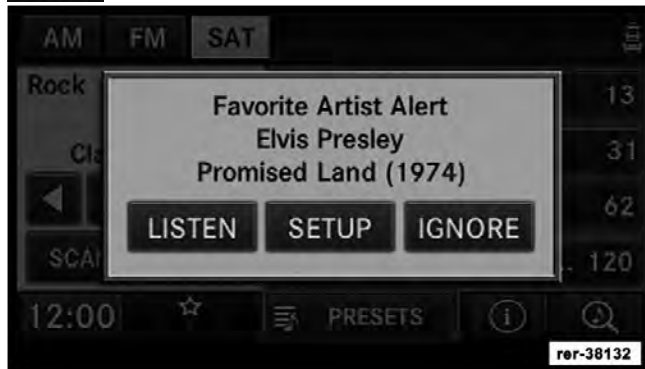 AM FM SAT
Rock
Favorite Artist Alert
Elvis Presley
Promised Land (1974)
LISTEN SETUP IGNORE
13
31
62
120
12:00 PRESETS i
rer-38132